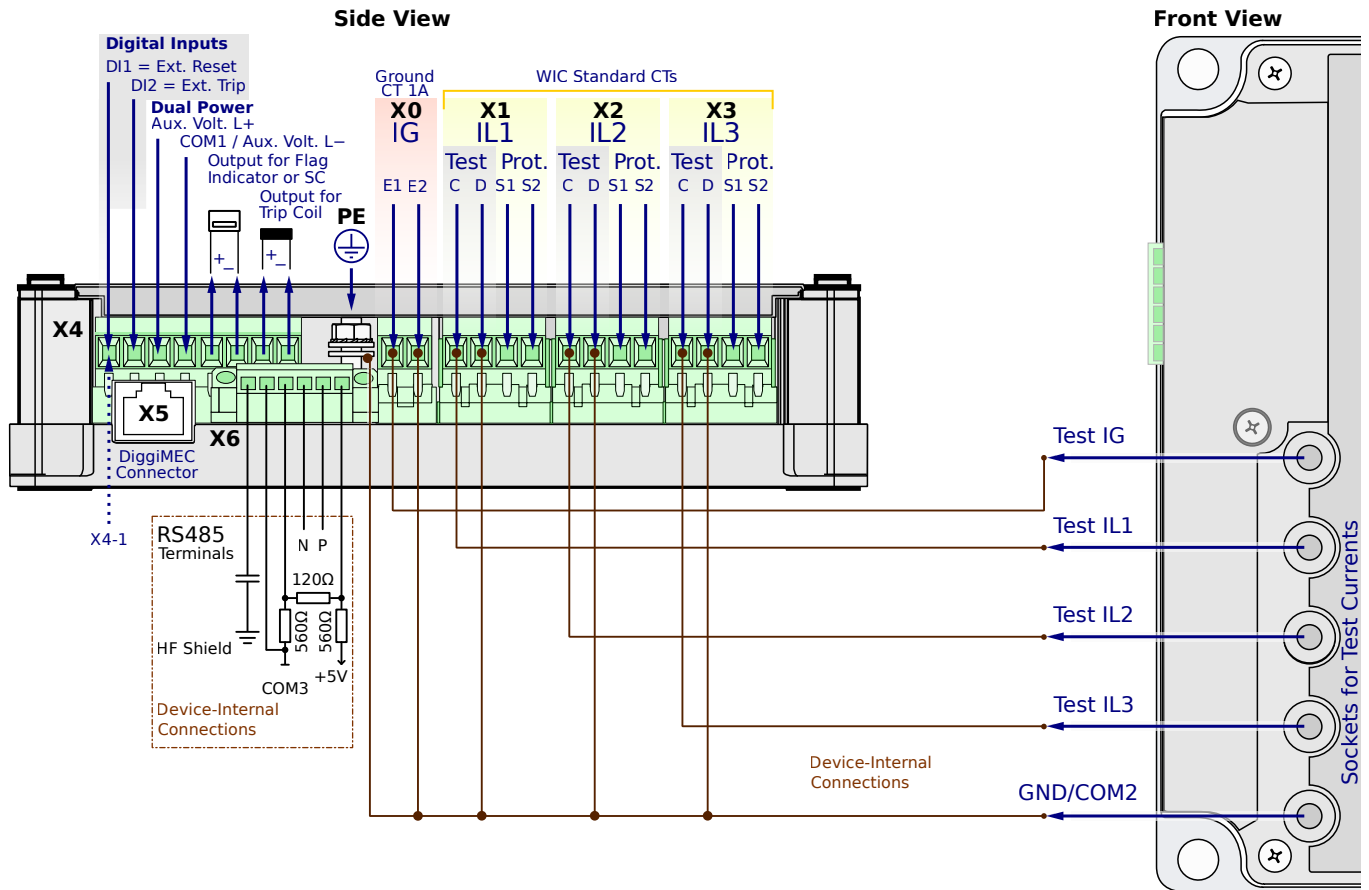 Side View
Front View
Digital Inputs
DI1 = Ext. Reset
DI2 = Ext. Trip
Dual Power
Aux. Volt. L+
COM1 / Aux. Volt. L−
Output for Flag
Indicator or SC
Output for
Trip Coil
+
−
+
−
PE
Ground
CT 1A
X0
IG
E1 E2
WIC Standard CTs
X1
IL1
Test Prot.
C D S1 S2
X2
IL2
Test Prot.
C D S1 S2
X3
IL3
Test Prot.
C D S1 S2
X4
X5
X6
DiggiMEC
Connector
X4-1
RS485
Terminals
N P
120Ω
560Ω
560Ω
HF Shield
+5V
COM3
Device-Internal
Connections
Test IG
Test IL1
Test IL2
Test IL3
Device-Internal
Connections
GND/COM2
Sockets for Test Currents